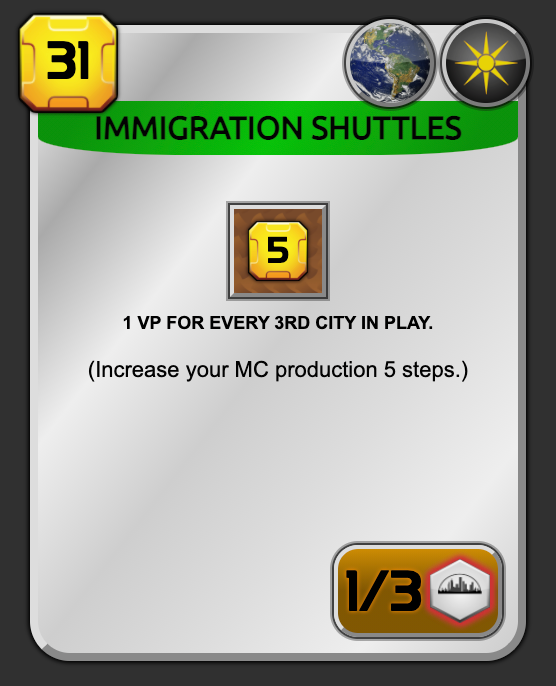 31
IMMIGRATION SHUTTLES
5
1 VP FOR EVERY 3RD CITY IN PLAY.
(Increase your MC production 5 steps.)
1/3